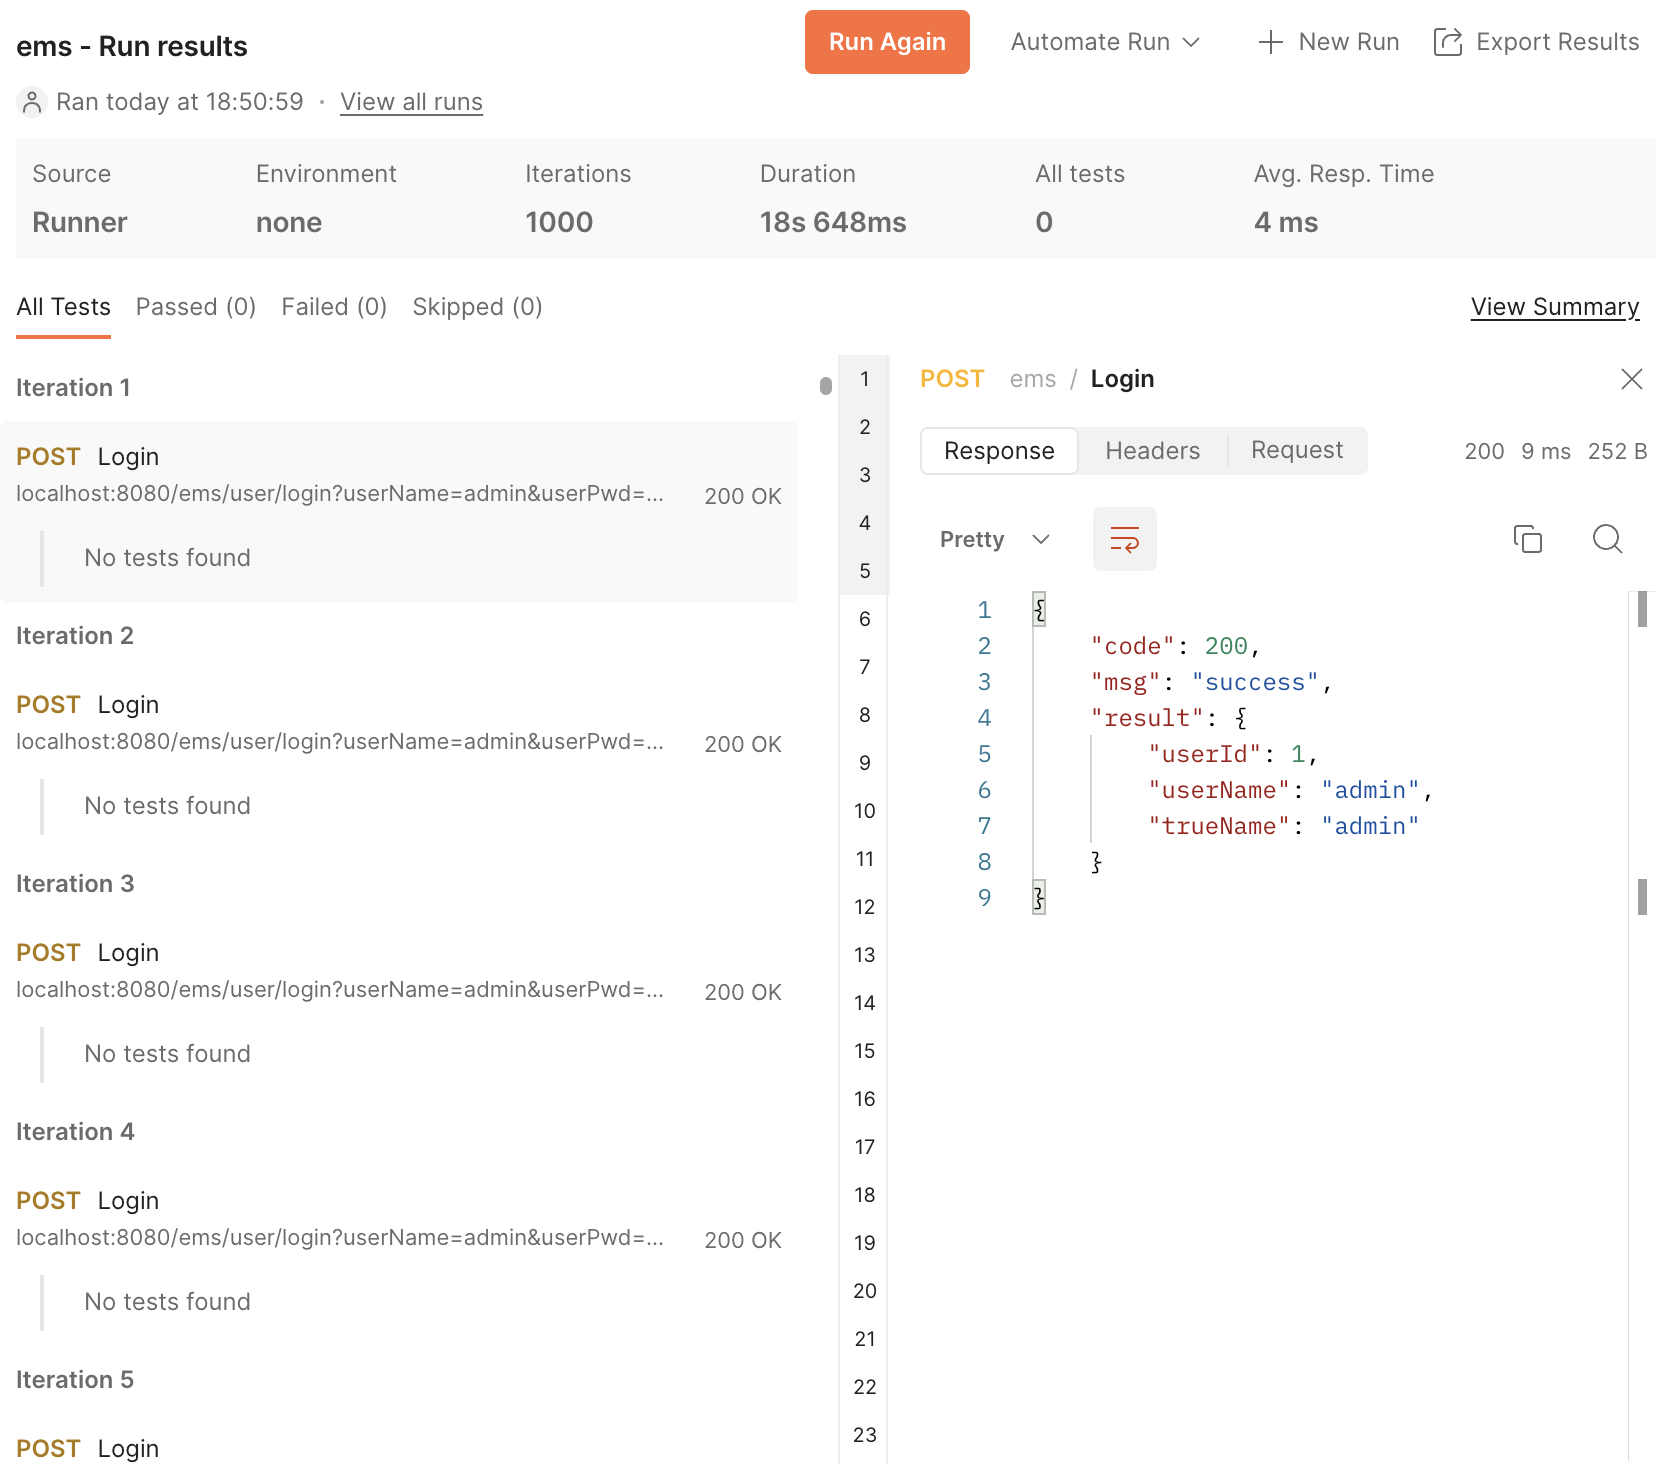 ems - Run results
Run Again
Automate Run
New Run
Export Results
Ran today at 18:50:59 · View all runs
Source Environment Iterations Duration All tests Avg. Resp. Time
Runner none 1000 18s 648ms 0 4 ms
All Tests Passed (0) Failed (0) Skipped (0)
View Summary
Iteration 1
POST Login
localhost:8080/ems/user/login?userName=admin&userPwd=... 200 OK
No tests found
Iteration 2
POST Login
localhost:8080/ems/user/login?userName=admin&userPwd=... 200 OK
No tests found
Iteration 3
POST Login
localhost:8080/ems/user/login?userName=admin&userPwd=... 200 OK
No tests found
Iteration 4
POST Login
localhost:8080/ems/user/login?userName=admin&userPwd=... 200 OK
No tests found
Iteration 5
POST Login
1
2
3
4
5
6
7
8
9
10
11
12
13
14
15
16
17
18
19
20
21
22
23
POST ems / Login
Response Headers Request 200 9 ms 252 B
Pretty
1 {
2 "code": 200,
3 "msg": "success",
4 "result": {
5 "userId": 1,
6 "userName": "admin",
7 "trueName": "admin"
8 }
9 }